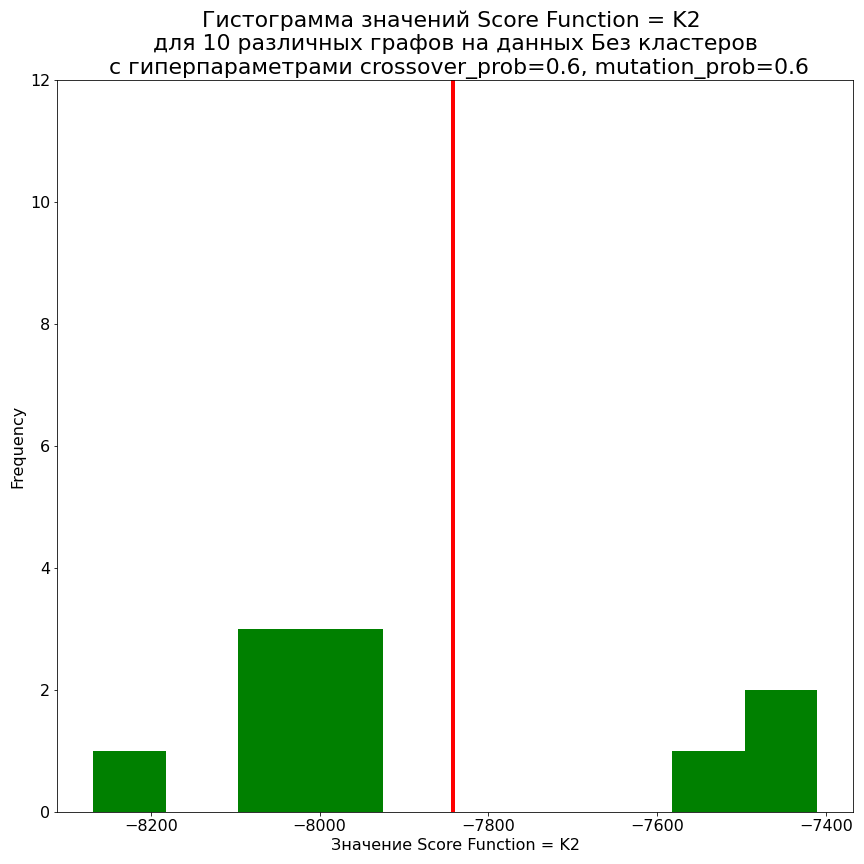 Гистограмма значений Score Function = K2
для 10 различных графов на данных Без кластеров
с гиперпараметрами crossover_prob=0.6, mutation_prob=0.6
12
10
8
6
4
2
0
Frequency
−8200
−8000
−7800
−7600
−7400
Значение Score Function = K2